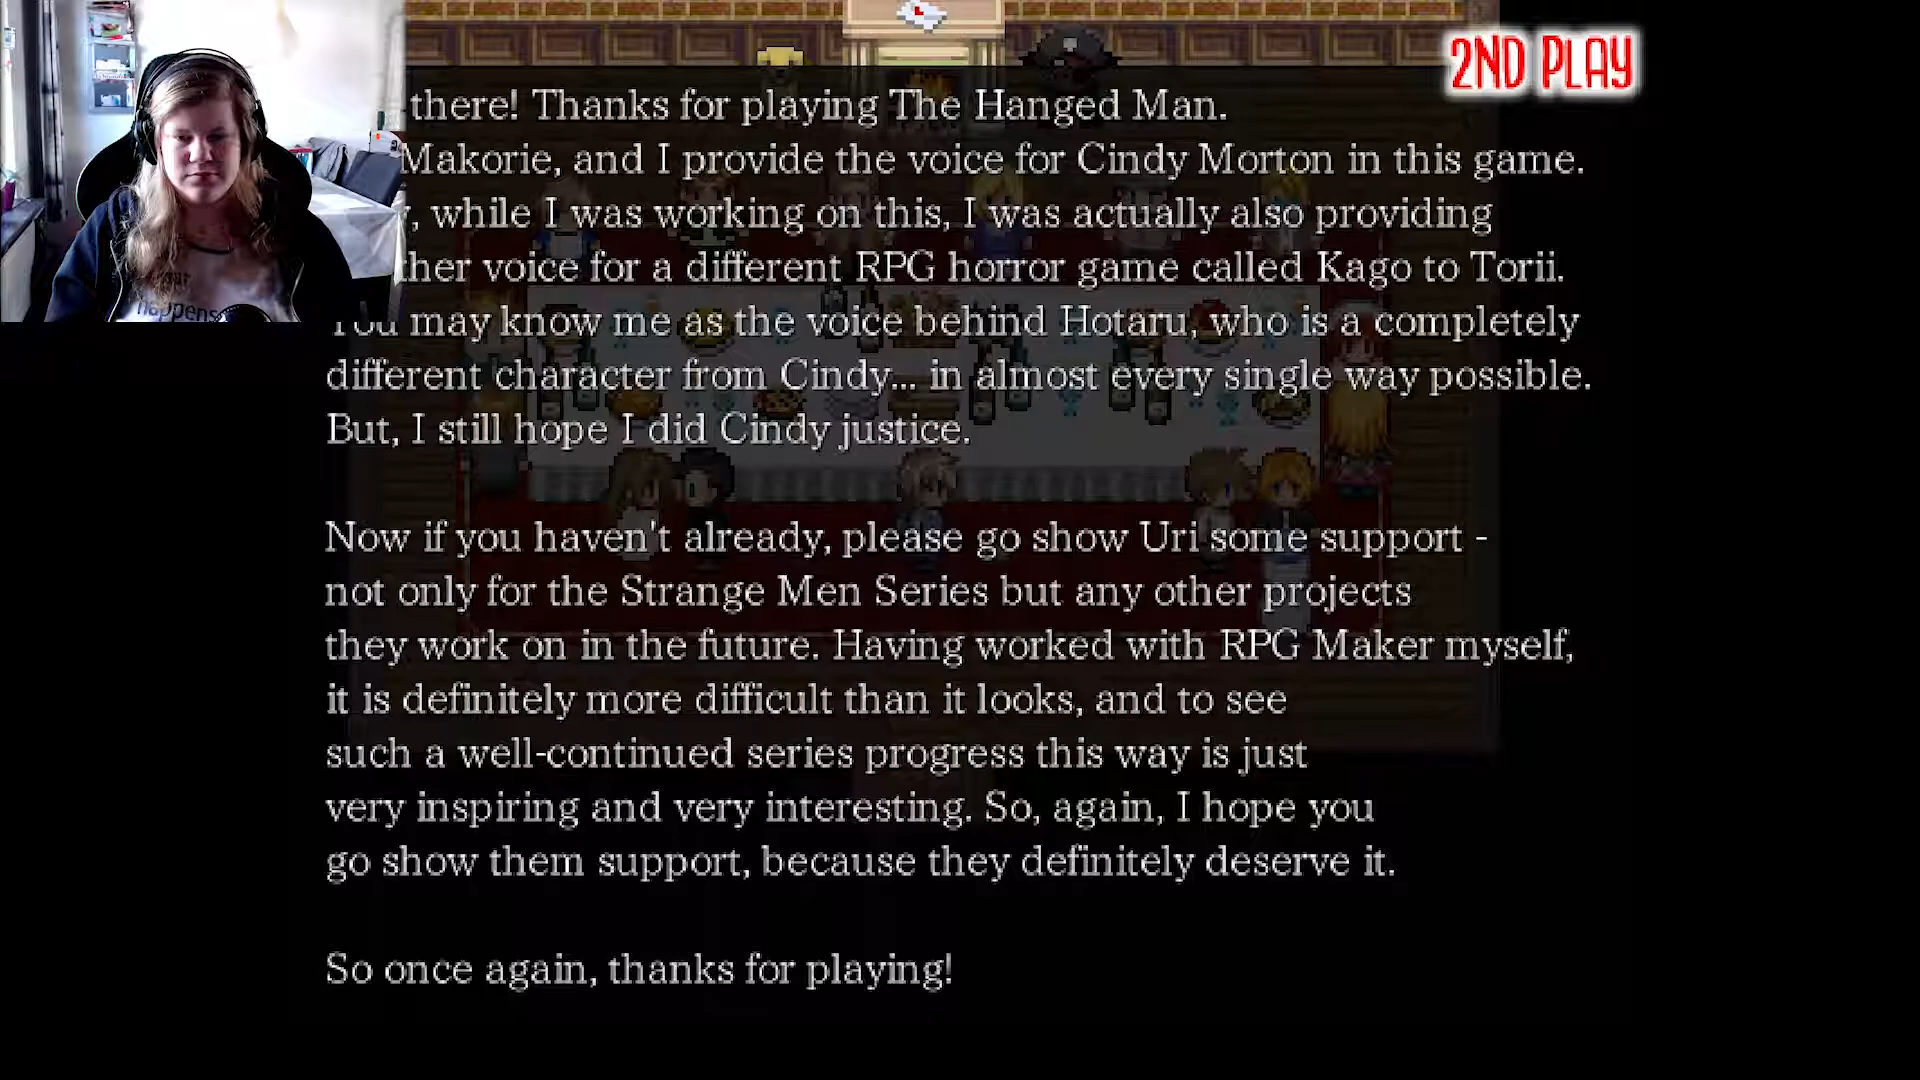 2ND PLAY
there! Thanks for playing The Hanged Man.
Makorie, and I provide the voice for Cindy Morton in this game.
, while I was working on this, I was actually also providing
ther voice for a different RPG horror game called Kago to Torii.
You may know me as the voice behind Hotaru, who is a completely
different character from Cindy... in almost every single way possible.
But, I still hope I did Cindy justice.
Now if you haven't already, please go show Uri some support -
not only for the Strange Men Series but any other projects
they work on in the future. Having worked with RPG Maker myself,
it is definitely more difficult than it looks, and to see
such a well-continued series progress this way is just
very inspiring and very interesting. So, again, I hope you
go show them support, because they definitely deserve it.
So once again, thanks for playing!
happens